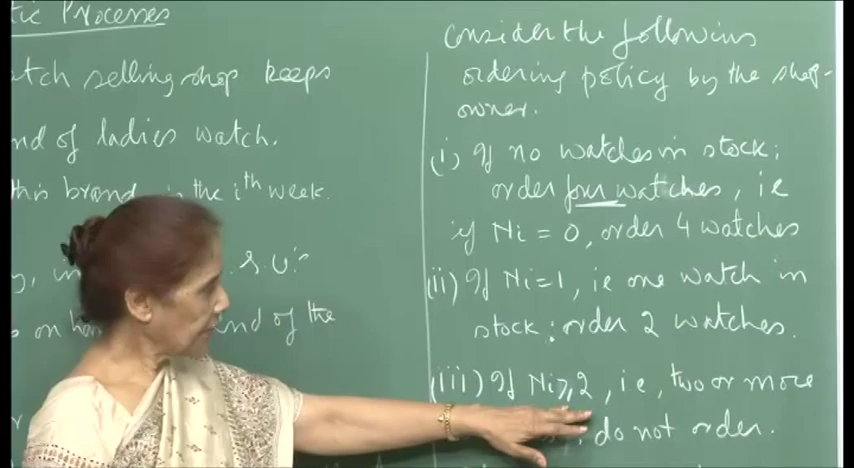 tic Processes
tch selling shop keeps
nd of ladies watch.
this brand in the ith week.
s.v.'s
on hand end of the
Consider the following
ordering policy by the shop-
owner.
(i) If no watches in stock;
order four watches, ie
if Ni = 0, order 4 watches
(ii) If Ni=1, ie one watch in
stock; order 2 watches.
(iii) If Ni≥2, ie, two or more
: do not order.